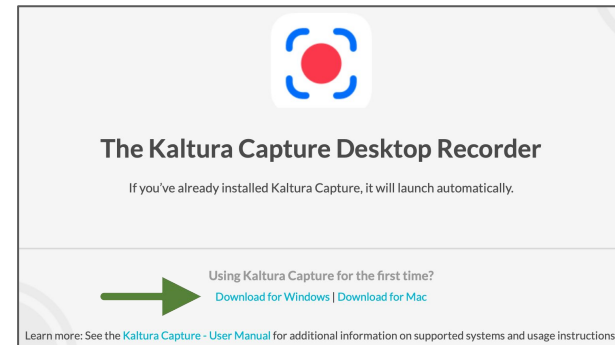 The Kaltura Capture Desktop Recorder
If you've already installed Kaltura Capture, it will launch automatically.
Using Kaltura Capture for the first time?
Download for Windows | Download for Mac
Learn more: See the Kaltura Capture - User Manual for additional information on supported systems and usage instructions